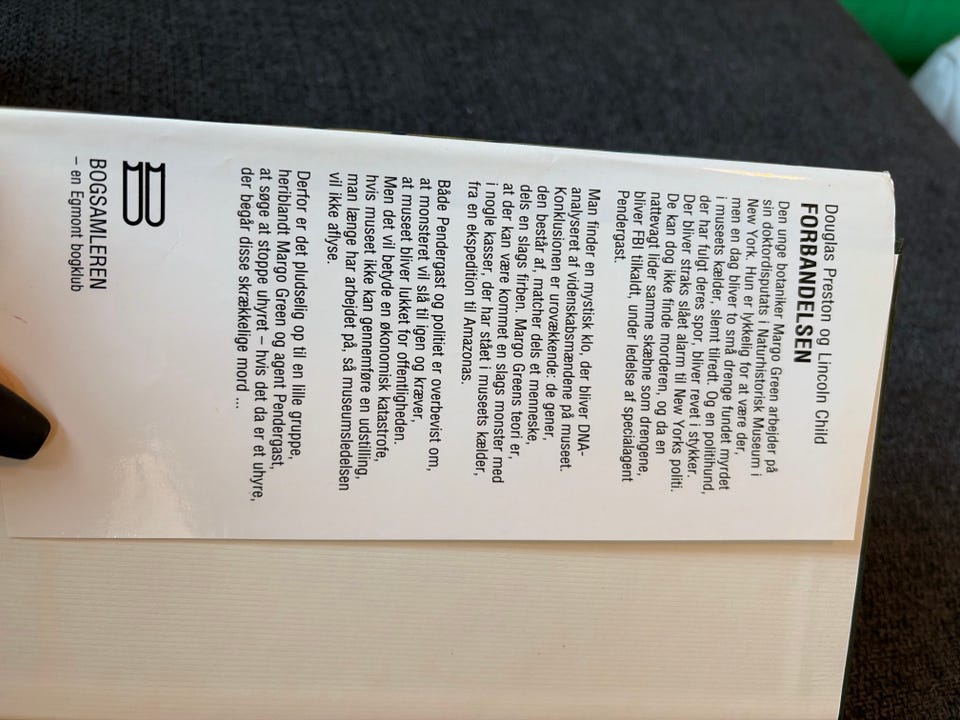 Douglas Preston og Lincoln Child
FORBANDELSEN
Den unge botaniker Margo Green arbejder på
sin doktordisputats i Naturhistorisk Museum i
New York. Hun er lykkelig for at være der,
men en dag bliver to små drenge fundet myrdet
i museets kælder, slemt tilredt. Og en politihund,
der har fulgt deres spor, bliver revet i stykker.
Der bliver straks slået alarm til New Yorks politi.
De kan dog ikke finde morderen, og da en
nattevagt lider samme skæbne som drengene,
bliver FBI tilkaldt, under ledelse af specialagent
Pendergast.
Man finder en mystisk klo, der bliver DNA-
analyseret af videnskabsmændene på museet.
Konklusionen er urovækkende: de gener,
den består af, matcher dels et menneske,
dels en slags firben. Margo Greens teori er,
at der kan være kommet en slags monster med
i nogle kasser, der har stået i museets kælder,
fra en ekspedition til Amazonas.
Både Pendergast og politiet er overbevist om,
at monsteret vil slå til igen og kræver,
at museet bliver lukket for offentligheden.
Men det vil betyde en økonomisk katastrofe,
hvis museet ikke kan gennemføre en udstilling,
man længe har arbejdet på, så museumsledelsen
vil ikke aflyse.
Derfor er det pludselig op til en lille gruppe,
heriblandt Margo Green og agent Pendergast,
at søge at stoppe uhyret – hvis det da er et uhyre,
der begår disse skrækkelige mord ...
BOGSAMLEREN
– en Egmont bogklub